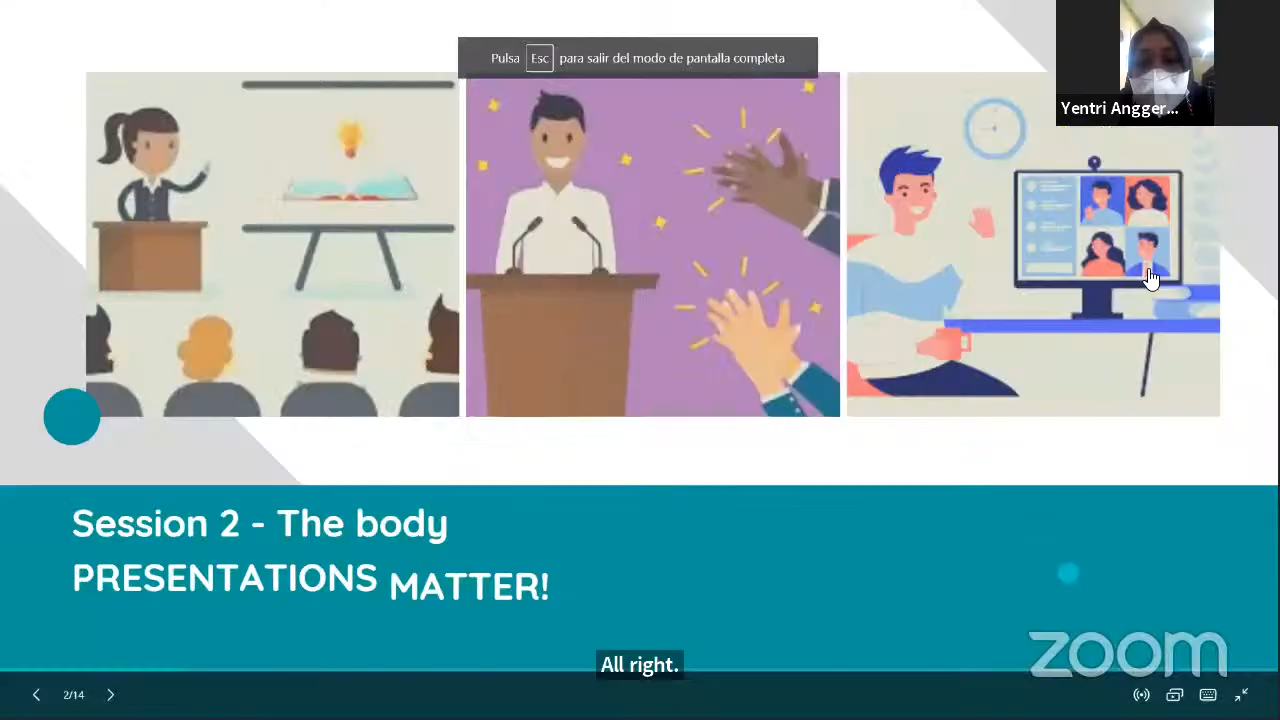 Pulsa Esc para salir del modo de pantalla completa
Yentri Angger...
Session 2 - The body
PRESENTATIONS MATTER!
zoom
All right.
2/14